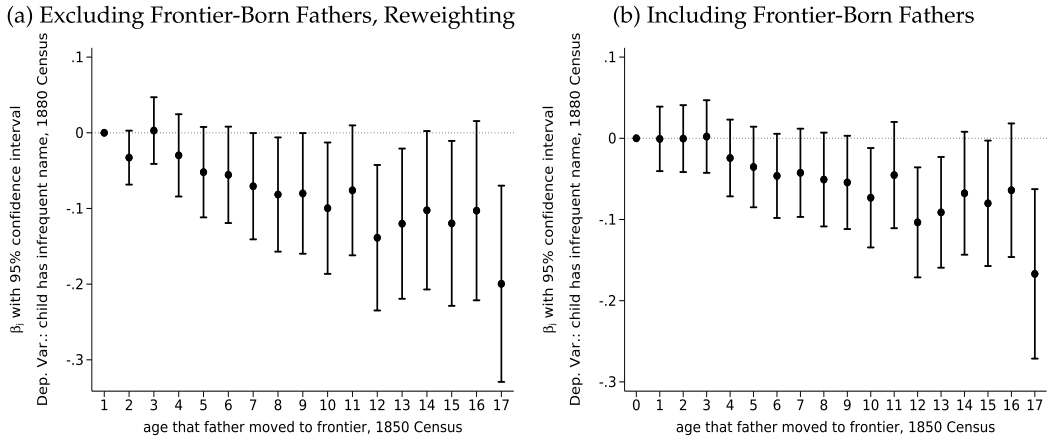 (a) Excluding Frontier-Born Fathers, Reweighting
βj with 95% confidence interval
Dep. Var.: child has infrequent name, 1880 Census
.1
0
-.1
-.2
-.3
1 2 3 4 5 6 7 8 9 10 11 12 13 14 15 16 17
age that father moved to frontier, 1850 Census
(b) Including Frontier-Born Fathers
βj with 95% confidence interval
Dep. Var.: child has infrequent name, 1880 Census
.1
0
-.1
-.2
-.3
0 1 2 3 4 5 6 7 8 9 10 11 12 13 14 15 16 17
age that father moved to frontier, 1850 Census